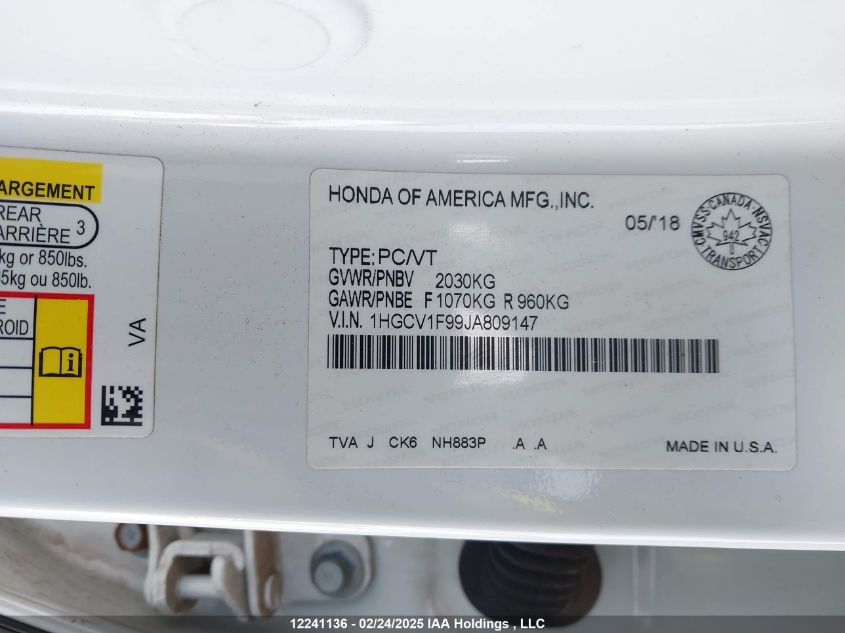 ARGEMENT
REAR
ARRIÈRE 3
kg or 850lbs.
5kg ou 850lb.
E
ROID
VA
HONDA OF AMERICA MFG.,INC.
05/'18
CMVSS·CANADA·NSVAC
942
TRANSPORT
TYPE:PC/VT
GVWR/PNBV 2030KG
GAWR/PNBE F1070KG R960KG
V.I.N. 1HGCV1F99JA809147
TVA J CK6 NH883P .A .A
MADE IN U.S.A.
12241136 - 02/24/2025 IAA Holdings , LLC